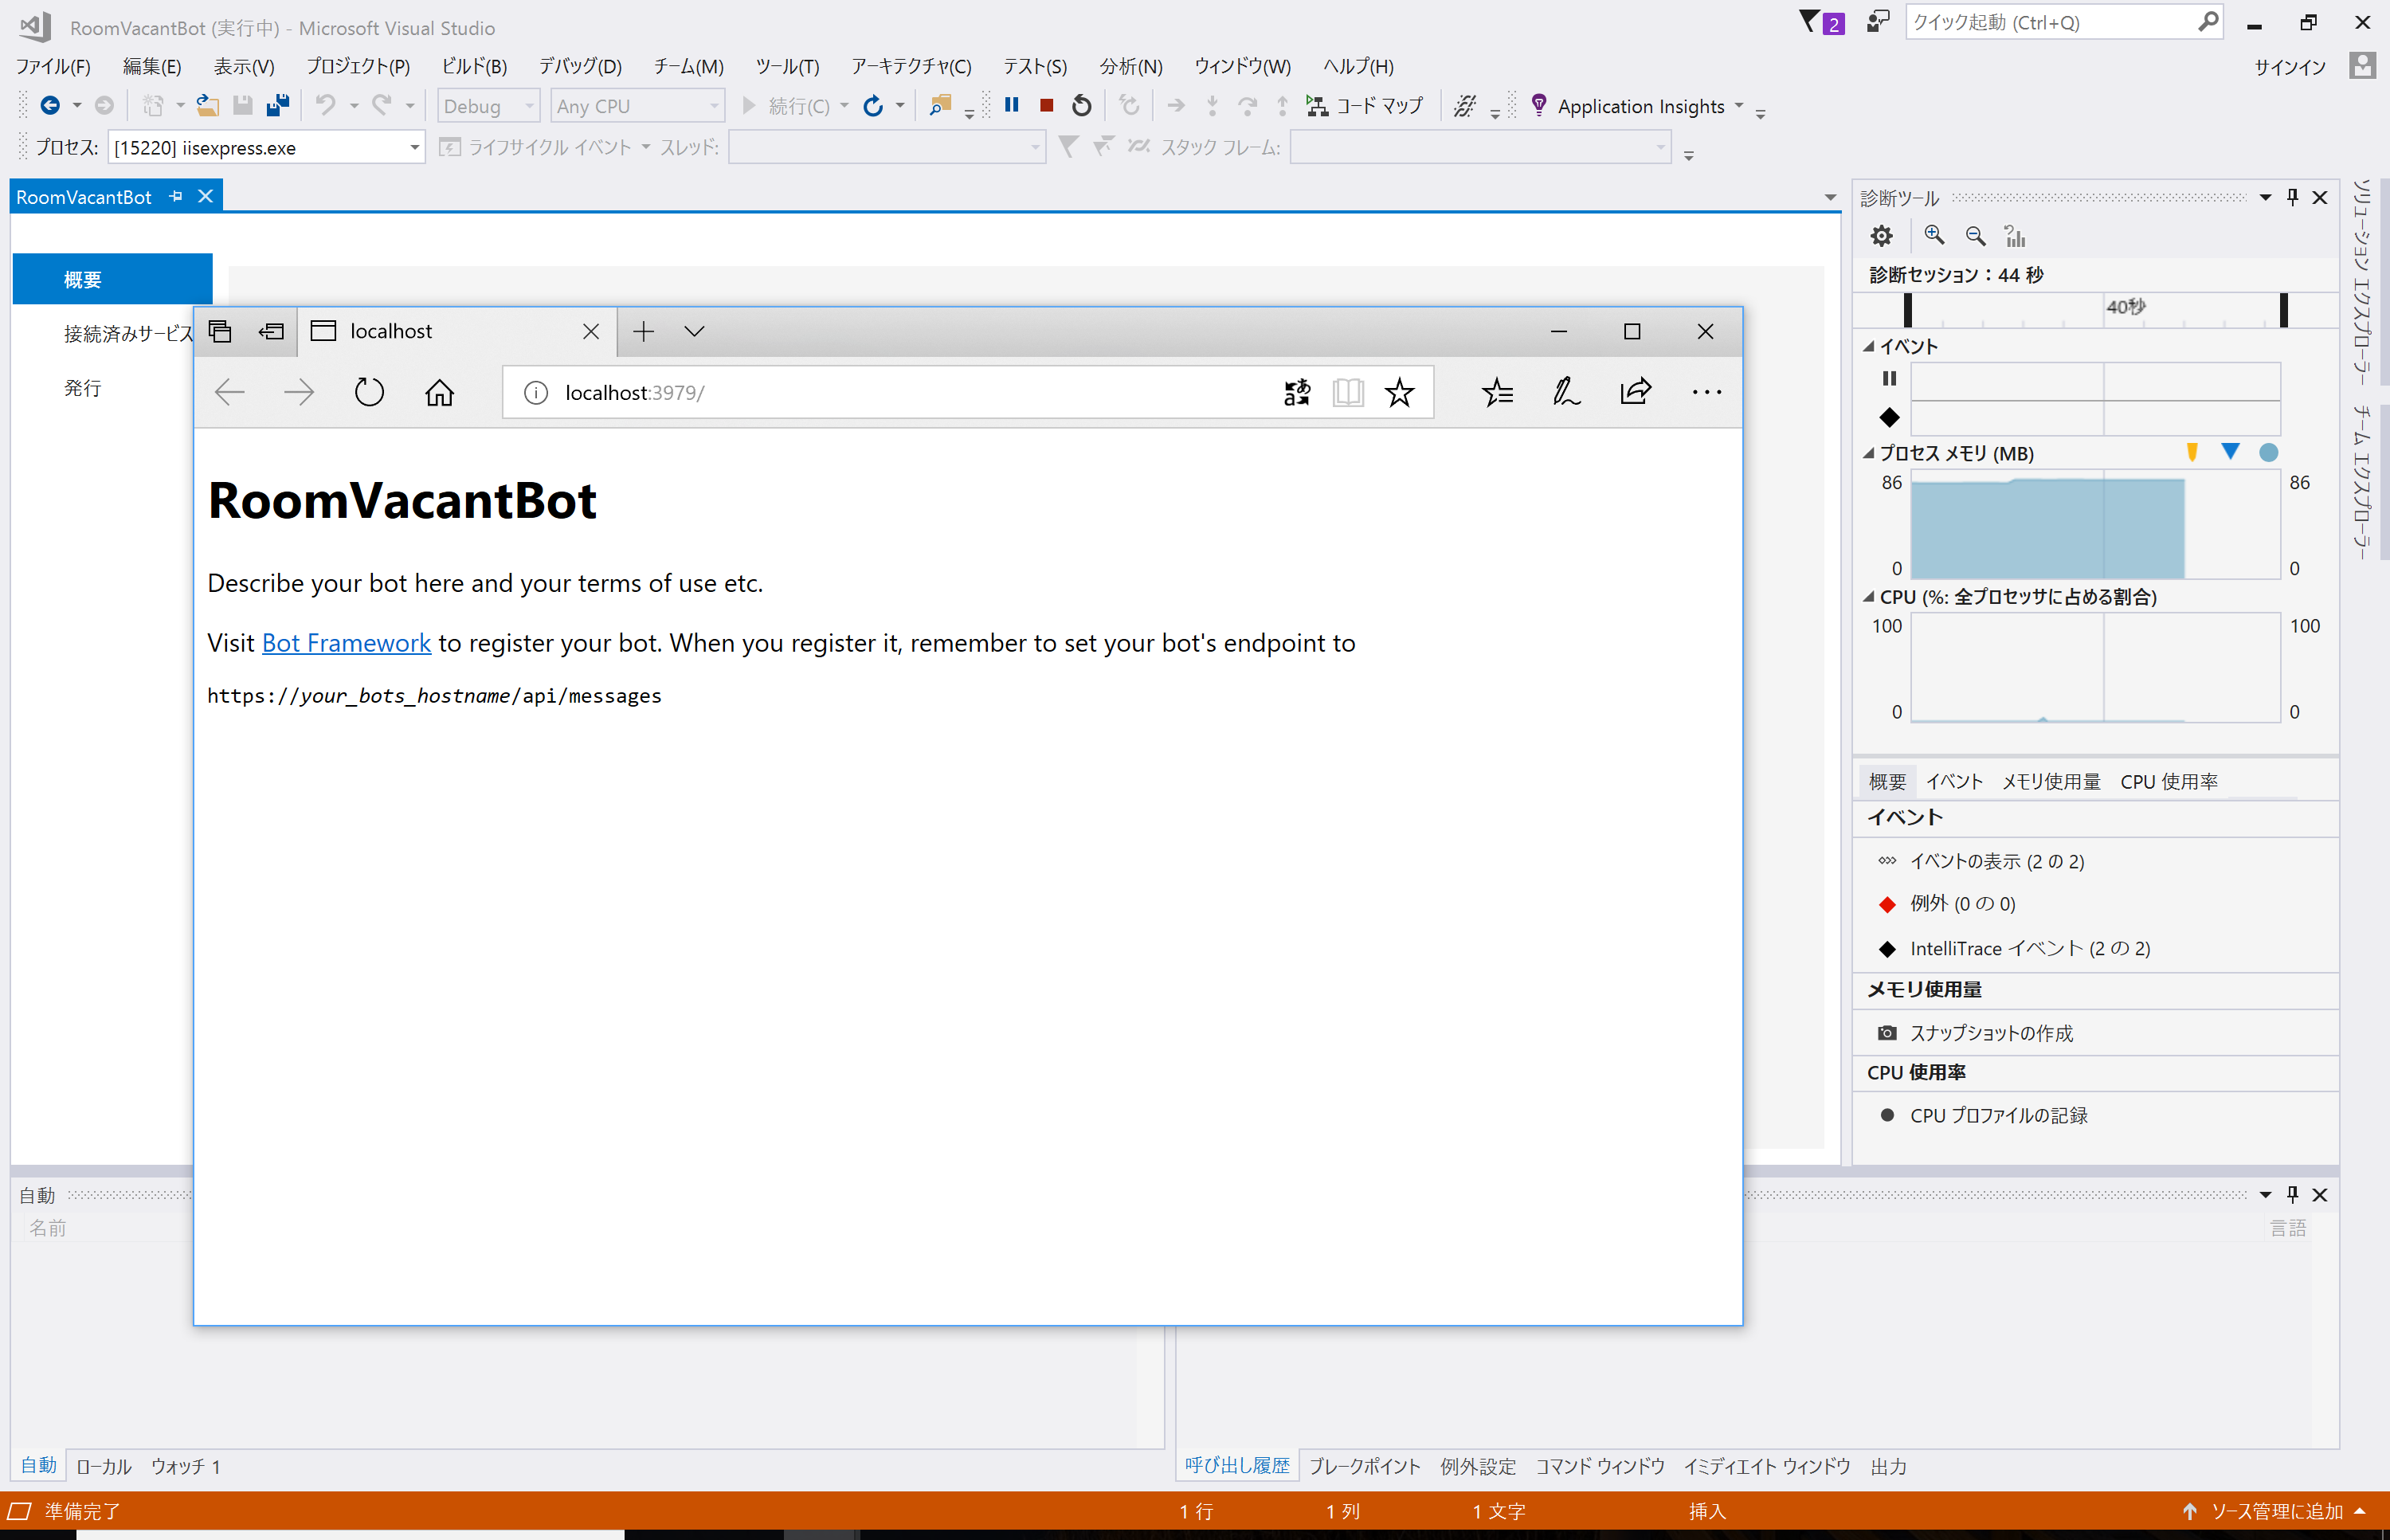 RoomVacantBot (実行中) - Microsoft Visual Studio
2
クイック起動 (Ctrl+Q)
ファイル(F) 編集(E) 表示(V) プロジェクト(P) ビルド(B) デバッグ(D) チーム(M) ツール(T) アーキテクチャ(C) テスト(S) 分析(N) ウィンドウ(W) ヘルプ(H)
サインイン
Debug Any CPU 続行(C) コード マップ Application Insights
プロセス: [15220] iisexpress.exe ライフサイクル イベント スレッド: スタック フレーム:
RoomVacantBot
概要
接続済みサービス
発行
localhost
localhost:3979/
RoomVacantBot
Describe your bot here and your terms of use etc.
Visit Bot Framework to register your bot. When you register it, remember to set your bot's endpoint to
https://your_bots_hostname/api/messages
診断ツール
診断セッション：44 秒
40秒
イベント
プロセス メモリ (MB)
86 86
0 0
CPU (%: 全プロセッサに占める割合)
100 100
0 0
概要 イベント メモリ使用量 CPU 使用率
イベント
イベントの表示 (2 の 2)
例外 (0 の 0)
IntelliTrace イベント (2 の 2)
メモリ使用量
スナップショットの作成
CPU 使用率
CPU プロファイルの記録
ソリューション エクスプローラー
チーム エクスプローラー
自動
名前
言語
自動 ローカル ウォッチ 1
呼び出し履歴 ブレークポイント 例外設定 コマンド ウィンドウ イミディエイト ウィンドウ 出力
準備完了 1 行 1 列 1 文字 挿入 ソース管理に追加